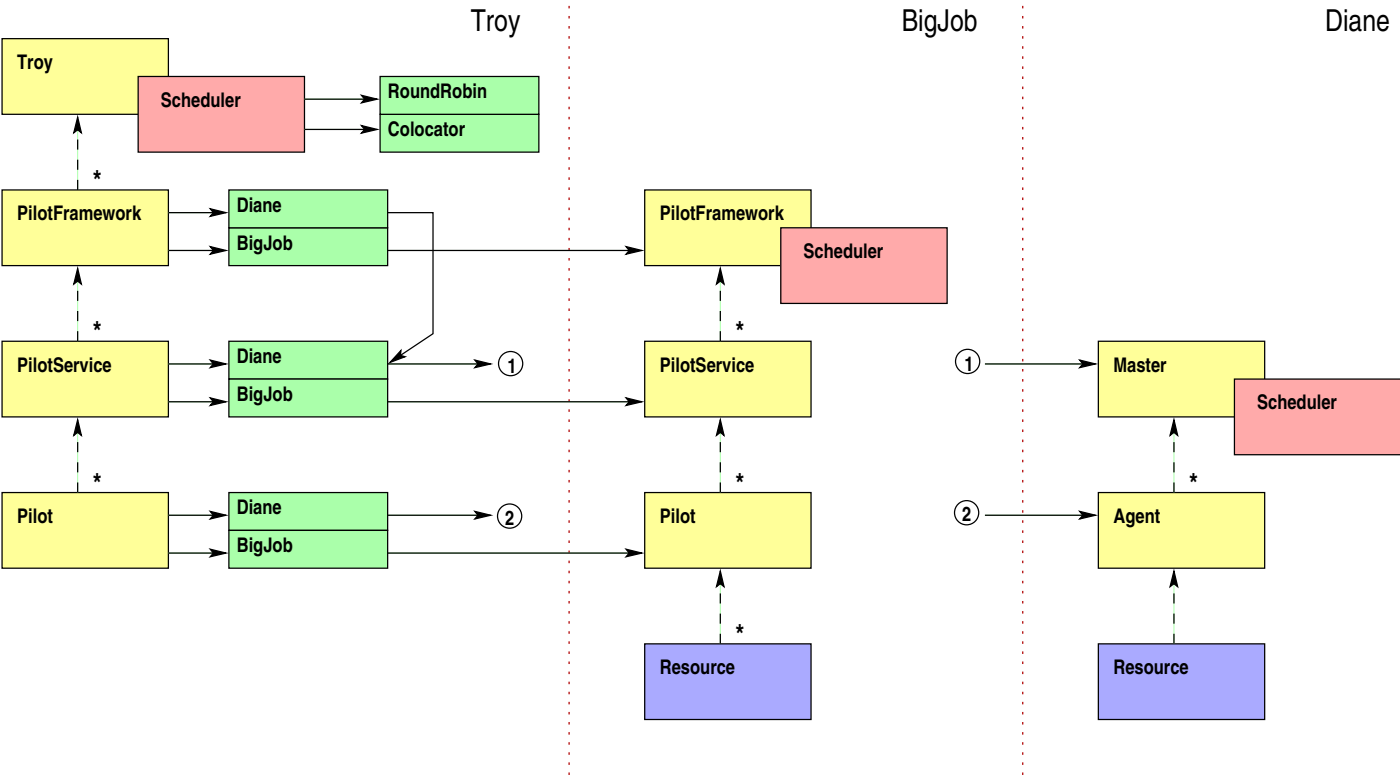 Troy
BigJob
Diane
Troy
Scheduler
RoundRobin
Colocator
*
PilotFramework
Diane
BigJob
PilotFramework
Scheduler
*
*
PilotService
Diane
BigJob
1
PilotService
1
Master
Scheduler
*
*
*
Pilot
Diane
BigJob
2
Pilot
2
Agent
*
Resource
Resource